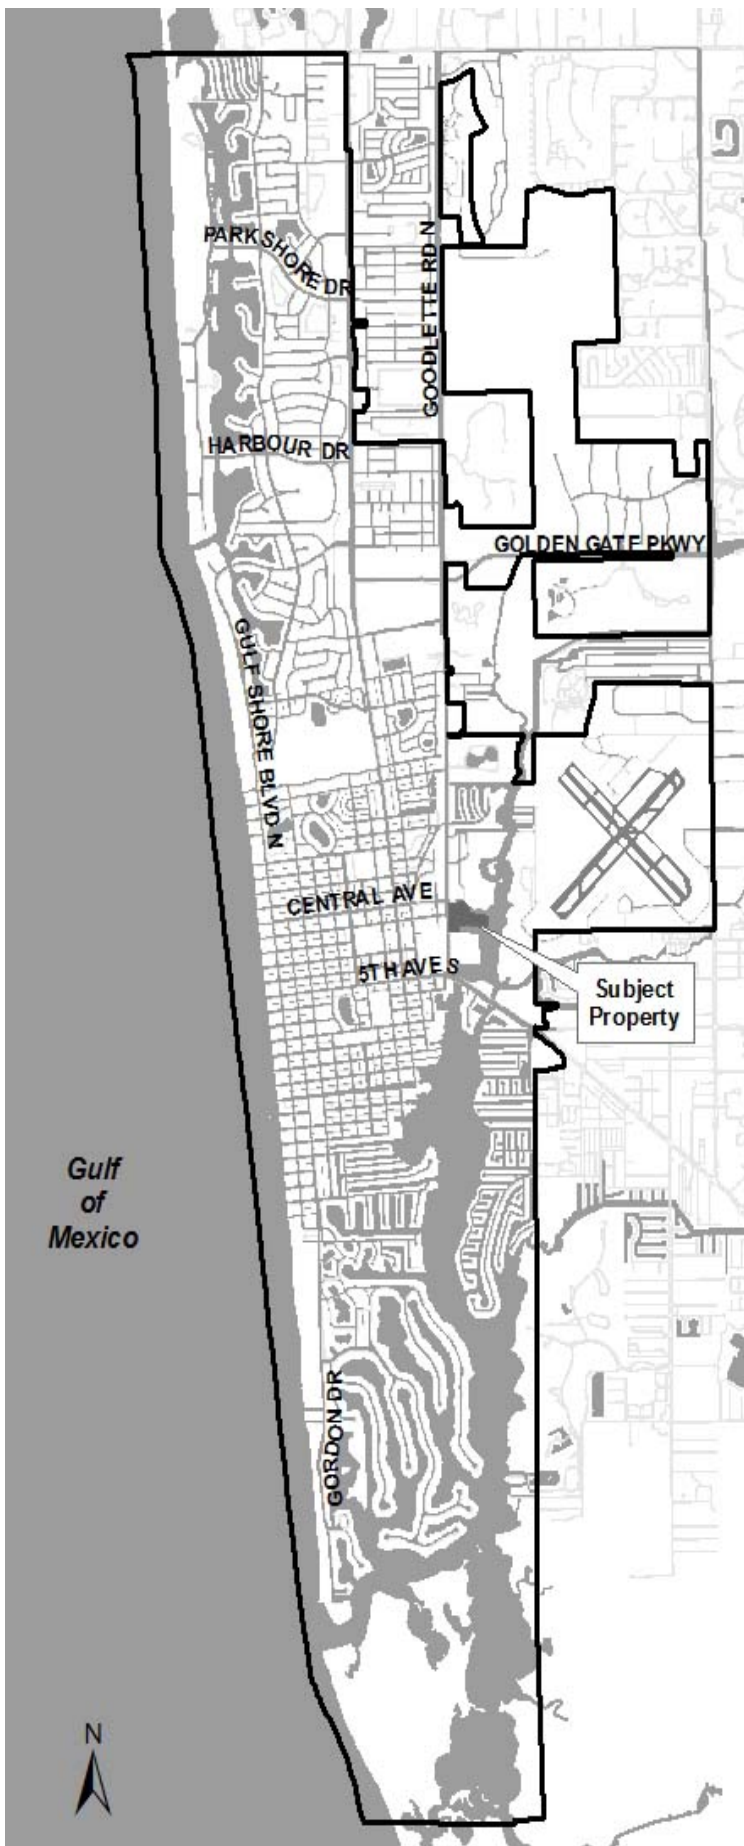 PARK SHORE DR
GOODLETTE RD N
HARBOUR DR
GOLDEN GATE PKWY
GULF SHORE BLVD N
CENTRAL AVE
5TH AVE S
Subject
Property
Gulf
of
Mexico
GORDON DR
N